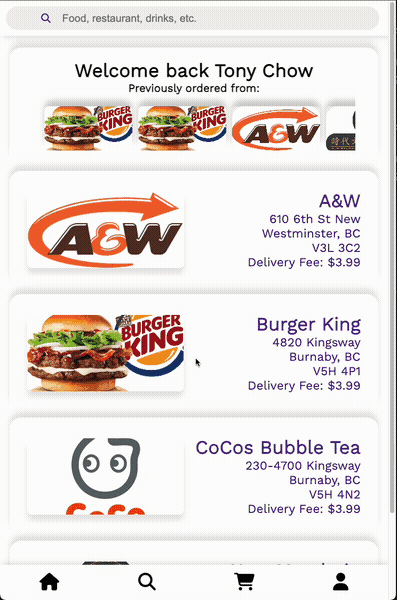 Food, restaurant, drinks, etc.
Welcome back Tony Chow
Previously ordered from:
BURGER
KING
BURGER
KING
A&W
A&W
A&W
610 6th St New
Westminster, BC
V3L 3C2
Delivery Fee: $3.99
BURGER
KING
Burger King
4820 Kingsway
Burnaby, BC
V5H 4P1
Delivery Fee: $3.99
CoCo
CoCos Bubble Tea
230-4700 Kingsway
Burnaby, BC
V5H 4N2
Delivery Fee: $3.99